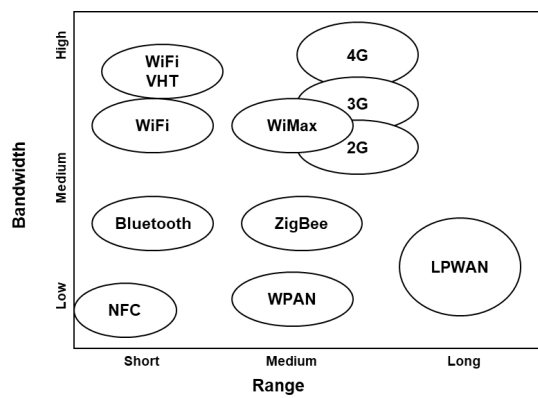 High
Medium
Low
Bandwidth
WiFi
VHT
4G
3G
WiFi
WiMax
2G
Bluetooth
ZigBee
LPWAN
NFC
WPAN
Short
Medium
Long
Range